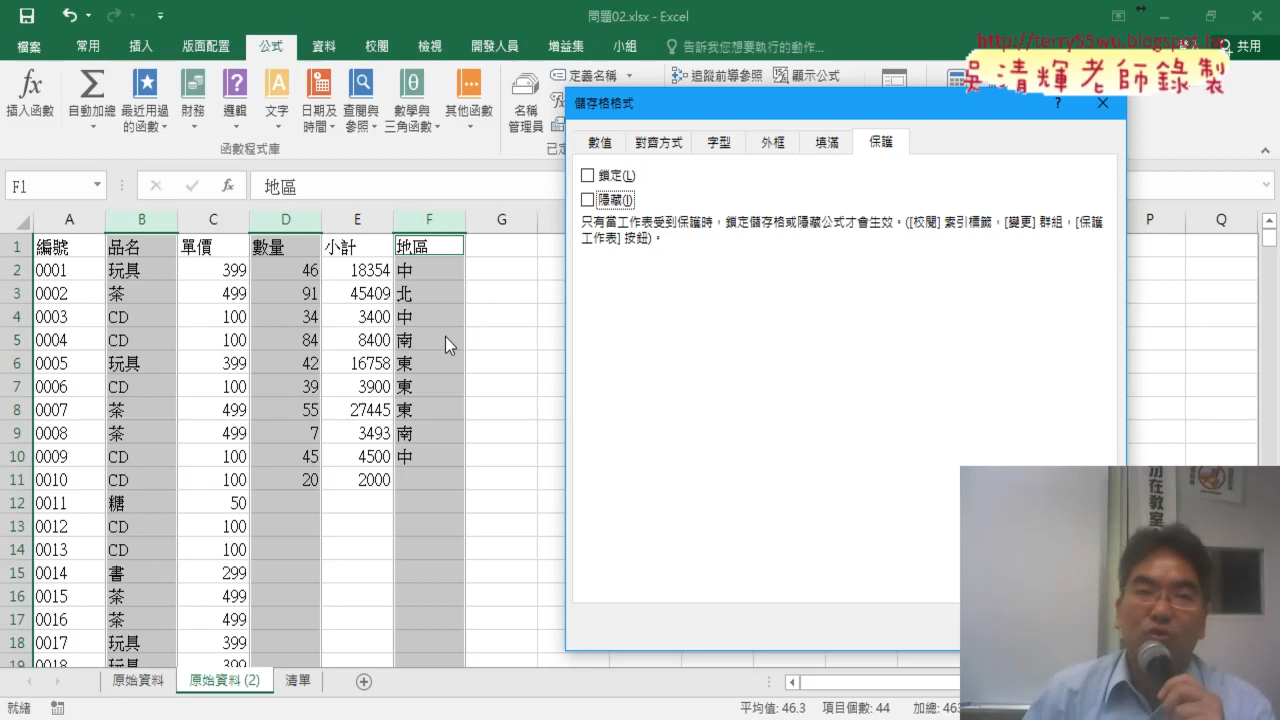 問題02.xlsx - Excel
檔案 常用 插入 版面配置 公式 資料 校閱 檢視 開發人員 增益集 小組 告訴我您想要執行的動作... 共用
http://terry55wu.blogspot.tw
吳清輝老師錄製
插入函數 自動加總 最近用過的函數 財務 邏輯 文字 日期及時間 查閱與參照 數學與三角函數 其他函數 名稱管理員 定義名稱 追蹤前導參照 顯示公式
函數程式庫
儲存格格式 ?
數值 對齊方式 字型 外框 填滿 保護
鎖定(L)
隱藏(I)
只有當工作表受到保護時，鎖定儲存格或隱藏公式才會生效。([校閱] 索引標籤，[變更] 群組，[保護
工作表] 按鈕)。
F1 fx 地區
A B C D E F G P Q
1 編號 品名 單價 數量 小計 地區
2 0001 玩具 399 46 18354 中
3 0002 茶 499 91 45409 北
4 0003 CD 100 34 3400 中
5 0004 CD 100 84 8400 南
6 0005 玩具 399 42 16758 東
7 0006 CD 100 39 3900 東
8 0007 茶 499 55 27445 東
9 0008 茶 499 7 3493 南
10 0009 CD 100 45 4500 中
11 0010 CD 100 20 2000
12 0011 糖 50
13 0012 CD 100
14 0013 CD 100
15 0014 書 299
16 0015 茶 499
17 0016 茶 499
18 0017 玩具 399
19 0018 玩具 399
原始資料 原始資料 (2) 清單
就緒 平均值: 46.3 項目個數: 44 加總: 463
在教室